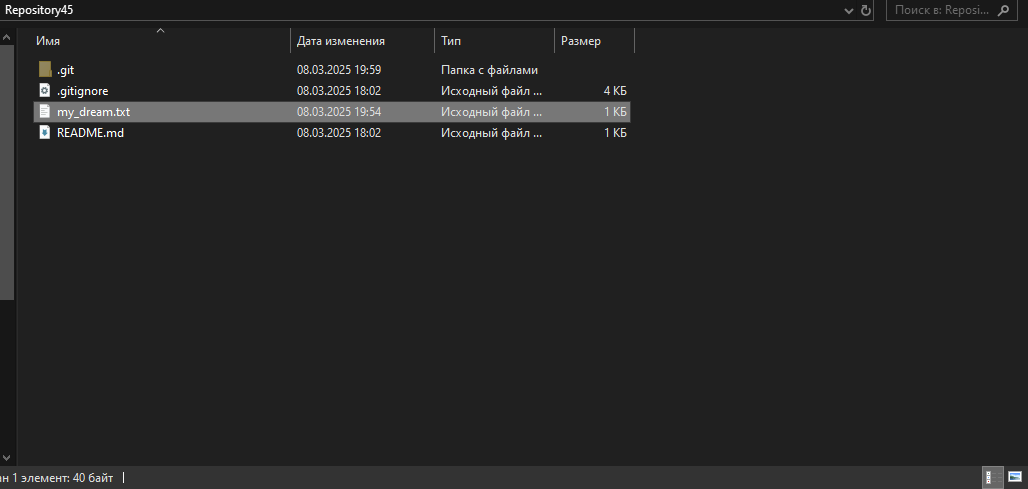 Repository45
Поиск в: Reposi...
Имя Дата изменения Тип Размер
.git 08.03.2025 19:59 Папка с файлами
.gitignore 08.03.2025 18:02 Исходный файл ... 4 КБ
my_dream.txt 08.03.2025 19:54 Исходный файл ... 1 КБ
README.md 08.03.2025 18:02 Исходный файл ... 1 КБ
ан 1 элемент: 40 байт